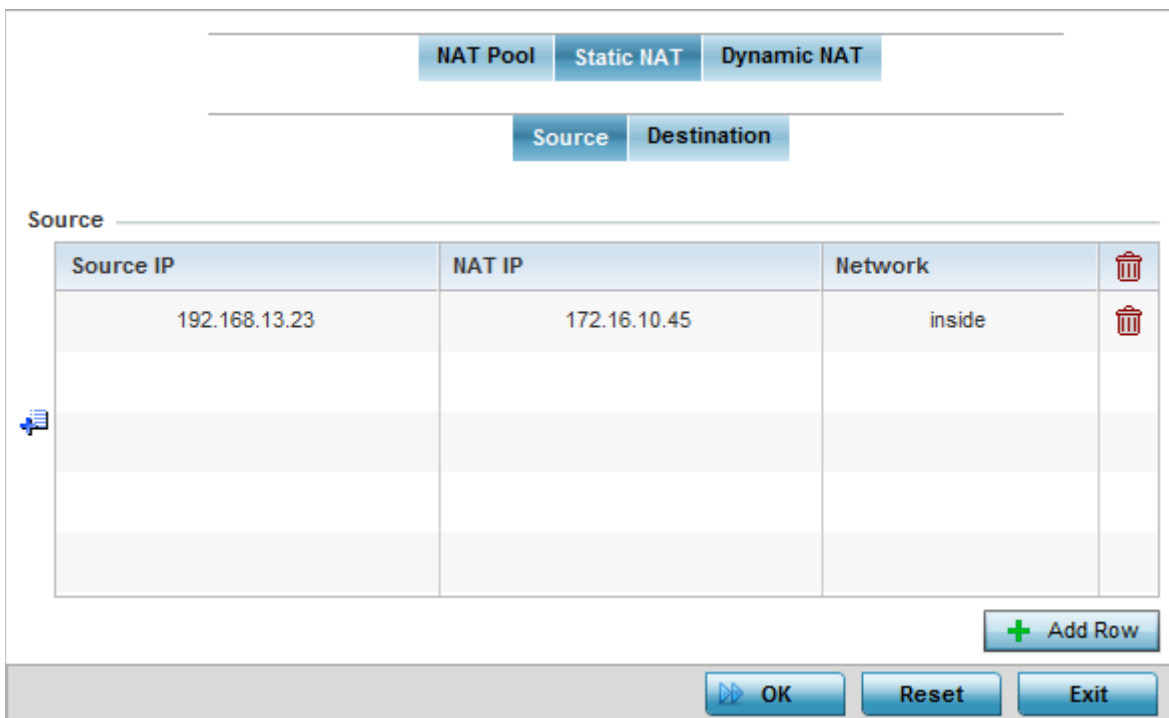 NAT Pool Static NAT Dynamic NAT
Source Destination
Source
Source IP NAT IP Network
192.168.13.23 172.16.10.45 inside
Add Row
OK Reset Exit